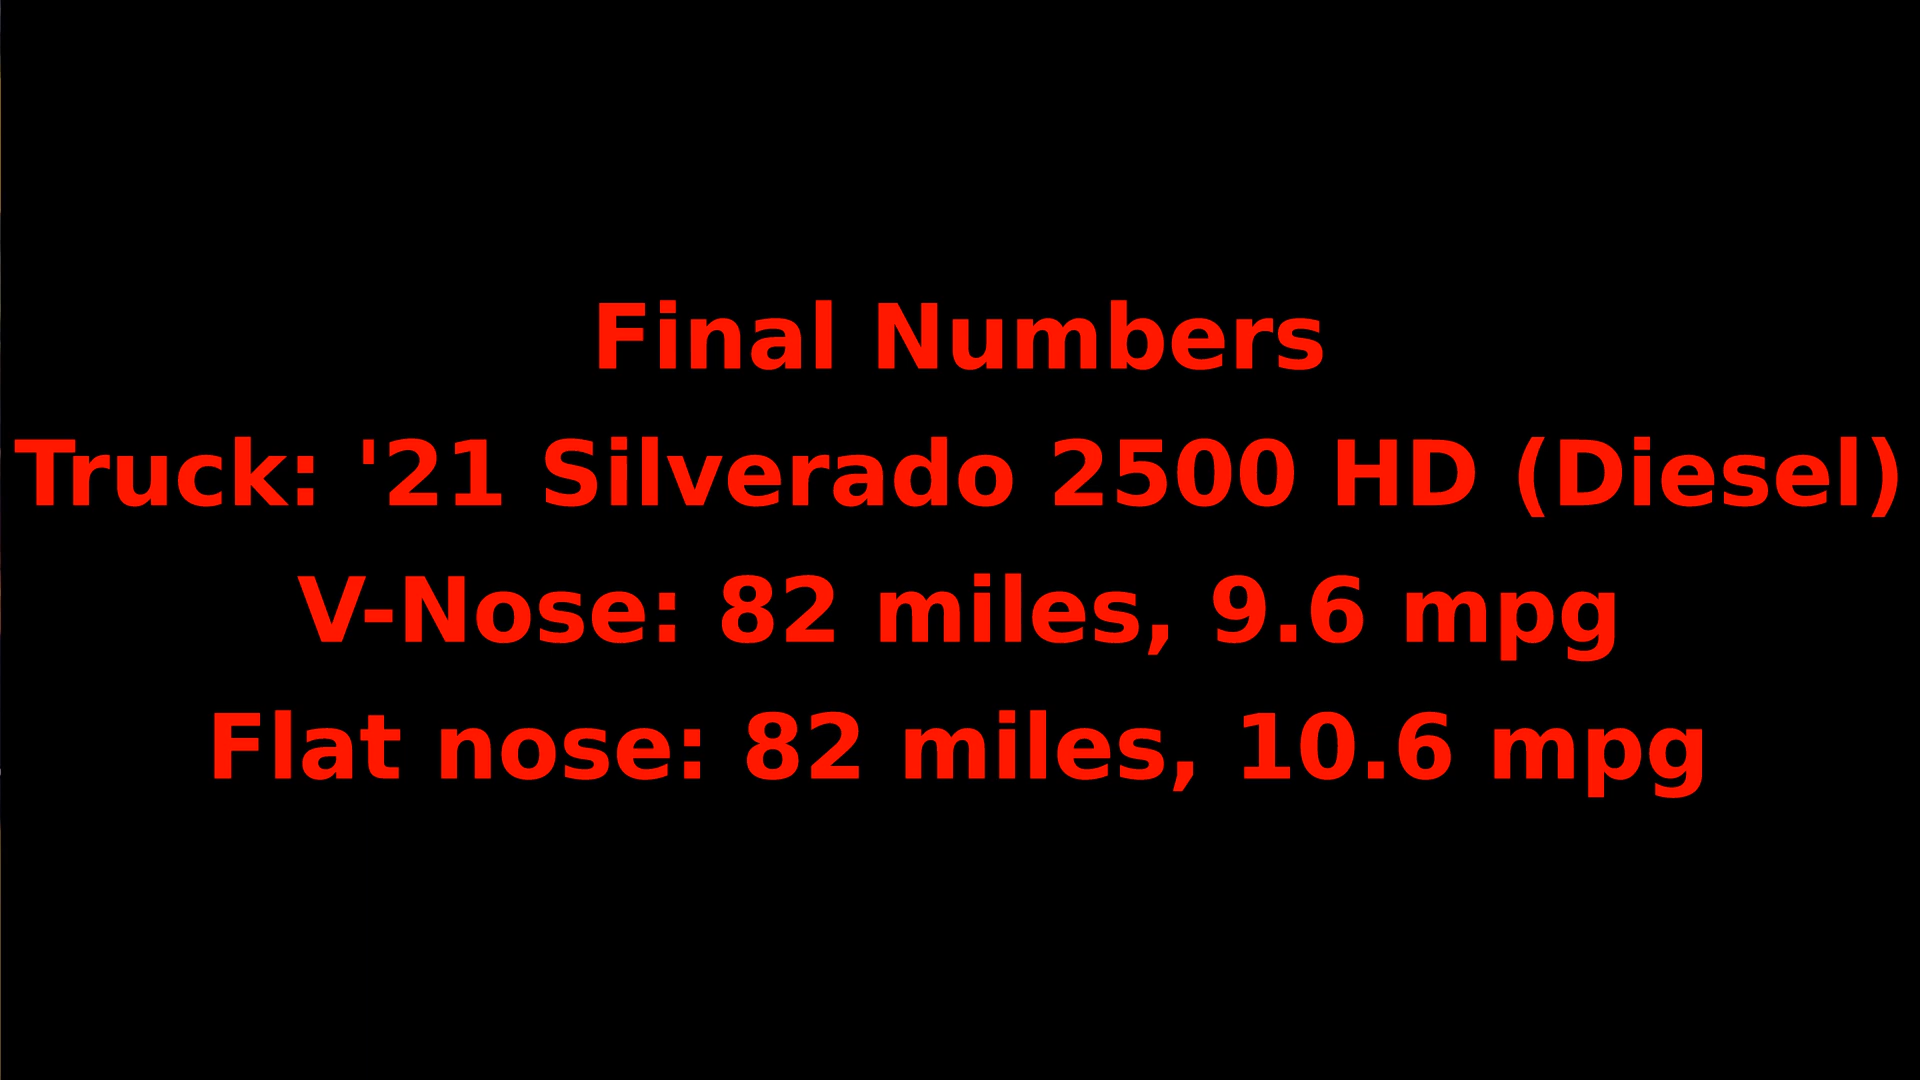 Final Numbers
Truck: '21 Silverado 2500 HD (Diesel)
V-Nose: 82 miles, 9.6 mpg
Flat nose: 82 miles, 10.6 mpg